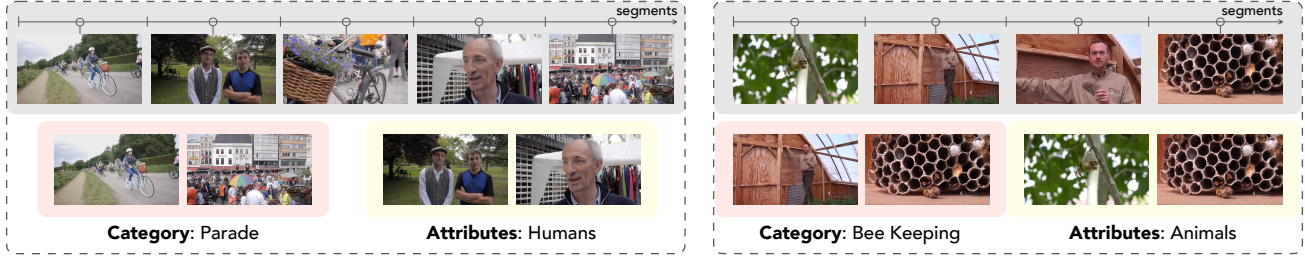 segments
Category: Parade
Attributes: Humans
segments
Category: Bee Keeping
Attributes: Animals